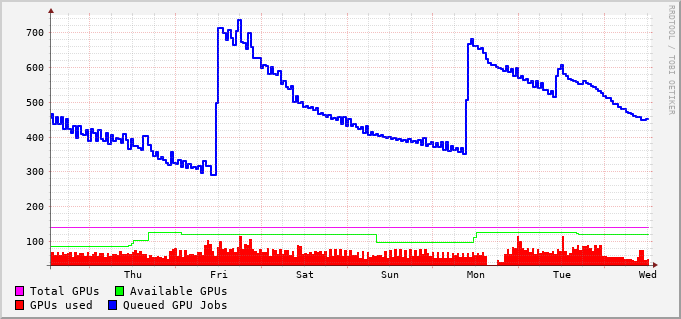 700
600
500
400
300
200
100
Thu Fri Sat Sun Mon Tue Wed
Total GPUs Available GPUs
GPUs used Queued GPU Jobs
RRDTOOL / TOBI OETIKER